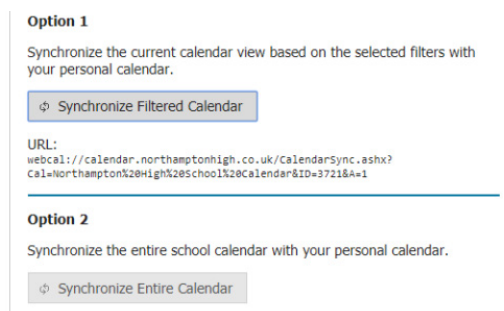 Option 1
Synchronize the current calendar view based on the selected filters with
your personal calendar.
Synchronize Filtered Calendar
URL:
webcal://calendar.northamptonhigh.co.uk/CalendarSync.ashx?
Cal=Northampton%20High%20School%20Calendar&ID=3721&A=1
Option 2
Synchronize the entire school calendar with your personal calendar.
Synchronize Entire Calendar